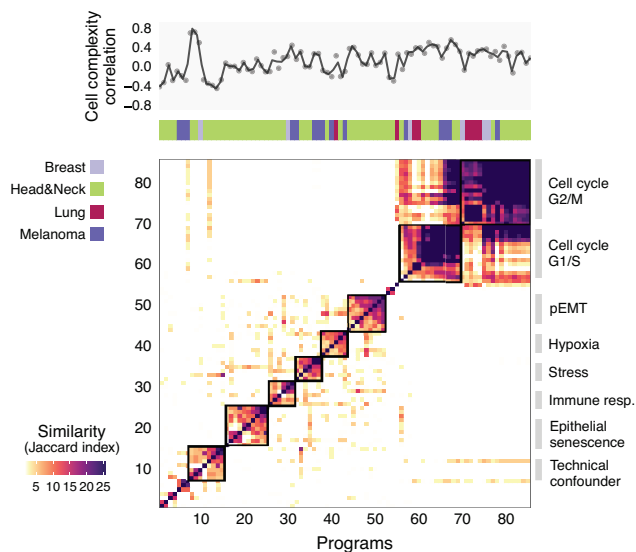 Cell complexity
correlation
0.8
0.4
0.0
−0.4
−0.8
Breast
Head&Neck
Lung
Melanoma
80
70
60
50
40
30
20
10
Cell cycle
G2/M
Cell cycle
G1/S
pEMT
Hypoxia
Stress
Immune resp.
Epithelial
senescence
Technical
confounder
Similarity
(Jaccard index)
5 10 15 20 25
10 20 30 40 50 60 70 80
Programs